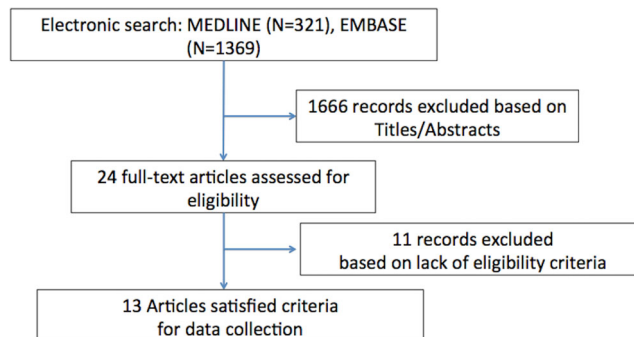 Electronic search: MEDLINE (N=321), EMBASE
(N=1369)
1666 records excluded based on
Titles/Abstracts
24 full-text articles assessed for
eligibility
11 records excluded
based on lack of eligibility criteria
13 Articles satisfied criteria
for data collection